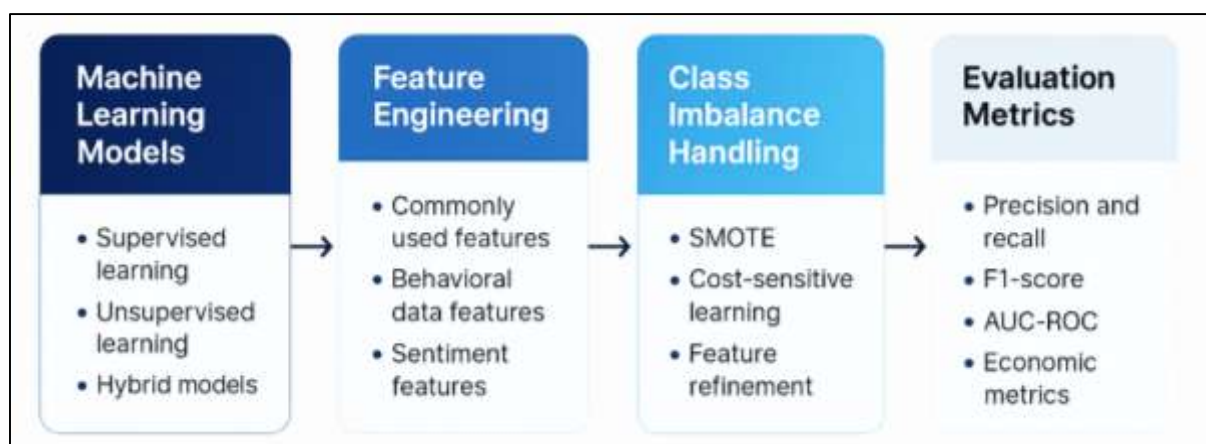 Machine
Learning
Models
• Supervised
learning
• Unsupervised
learning
• Hybrid models
Feature
Engineering
• Commonly
used features
• Behavioral
data features
• Sentiment
features
Class
Imbalance
Handling
• SMOTE
• Cost-sensitive
learning
• Feature
refinement
Evaluation
Metrics
• Precision and
recall
• F1-score
• AUC-ROC
• Economic
metrics